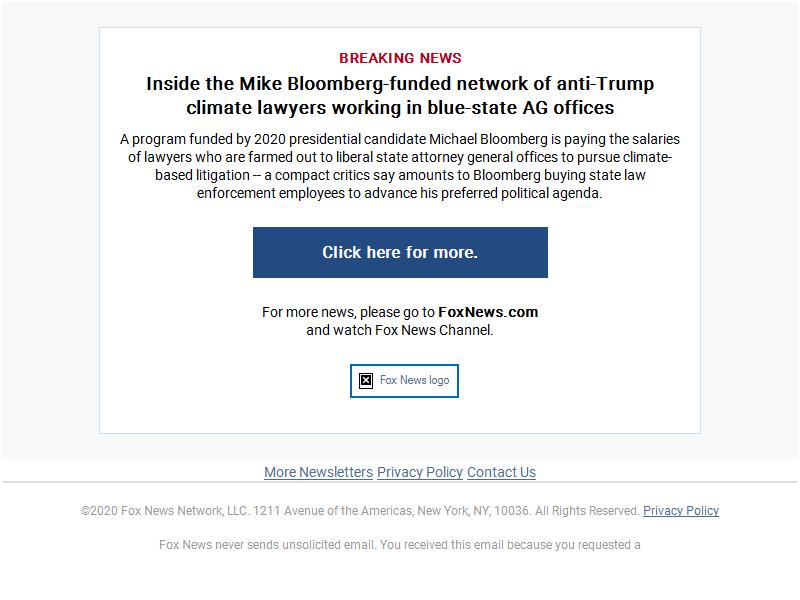 BREAKING NEWS
Inside the Mike Bloomberg-funded network of anti-Trump
climate lawyers working in blue-state AG offices
A program funded by 2020 presidential candidate Michael Bloomberg is paying the salaries
of lawyers who are farmed out to liberal state attorney general offices to pursue climate-
based litigation -- a compact critics say amounts to Bloomberg buying state law
enforcement employees to advance his preferred political agenda.
Click here for more.
For more news, please go to FoxNews.com
and watch Fox News Channel.
Fox News logo
More Newsletters Privacy Policy Contact Us
©2020 Fox News Network, LLC. 1211 Avenue of the Americas, New York, NY, 10036. All Rights Reserved. Privacy Policy
Fox News never sends unsolicited email. You received this email because you requested a